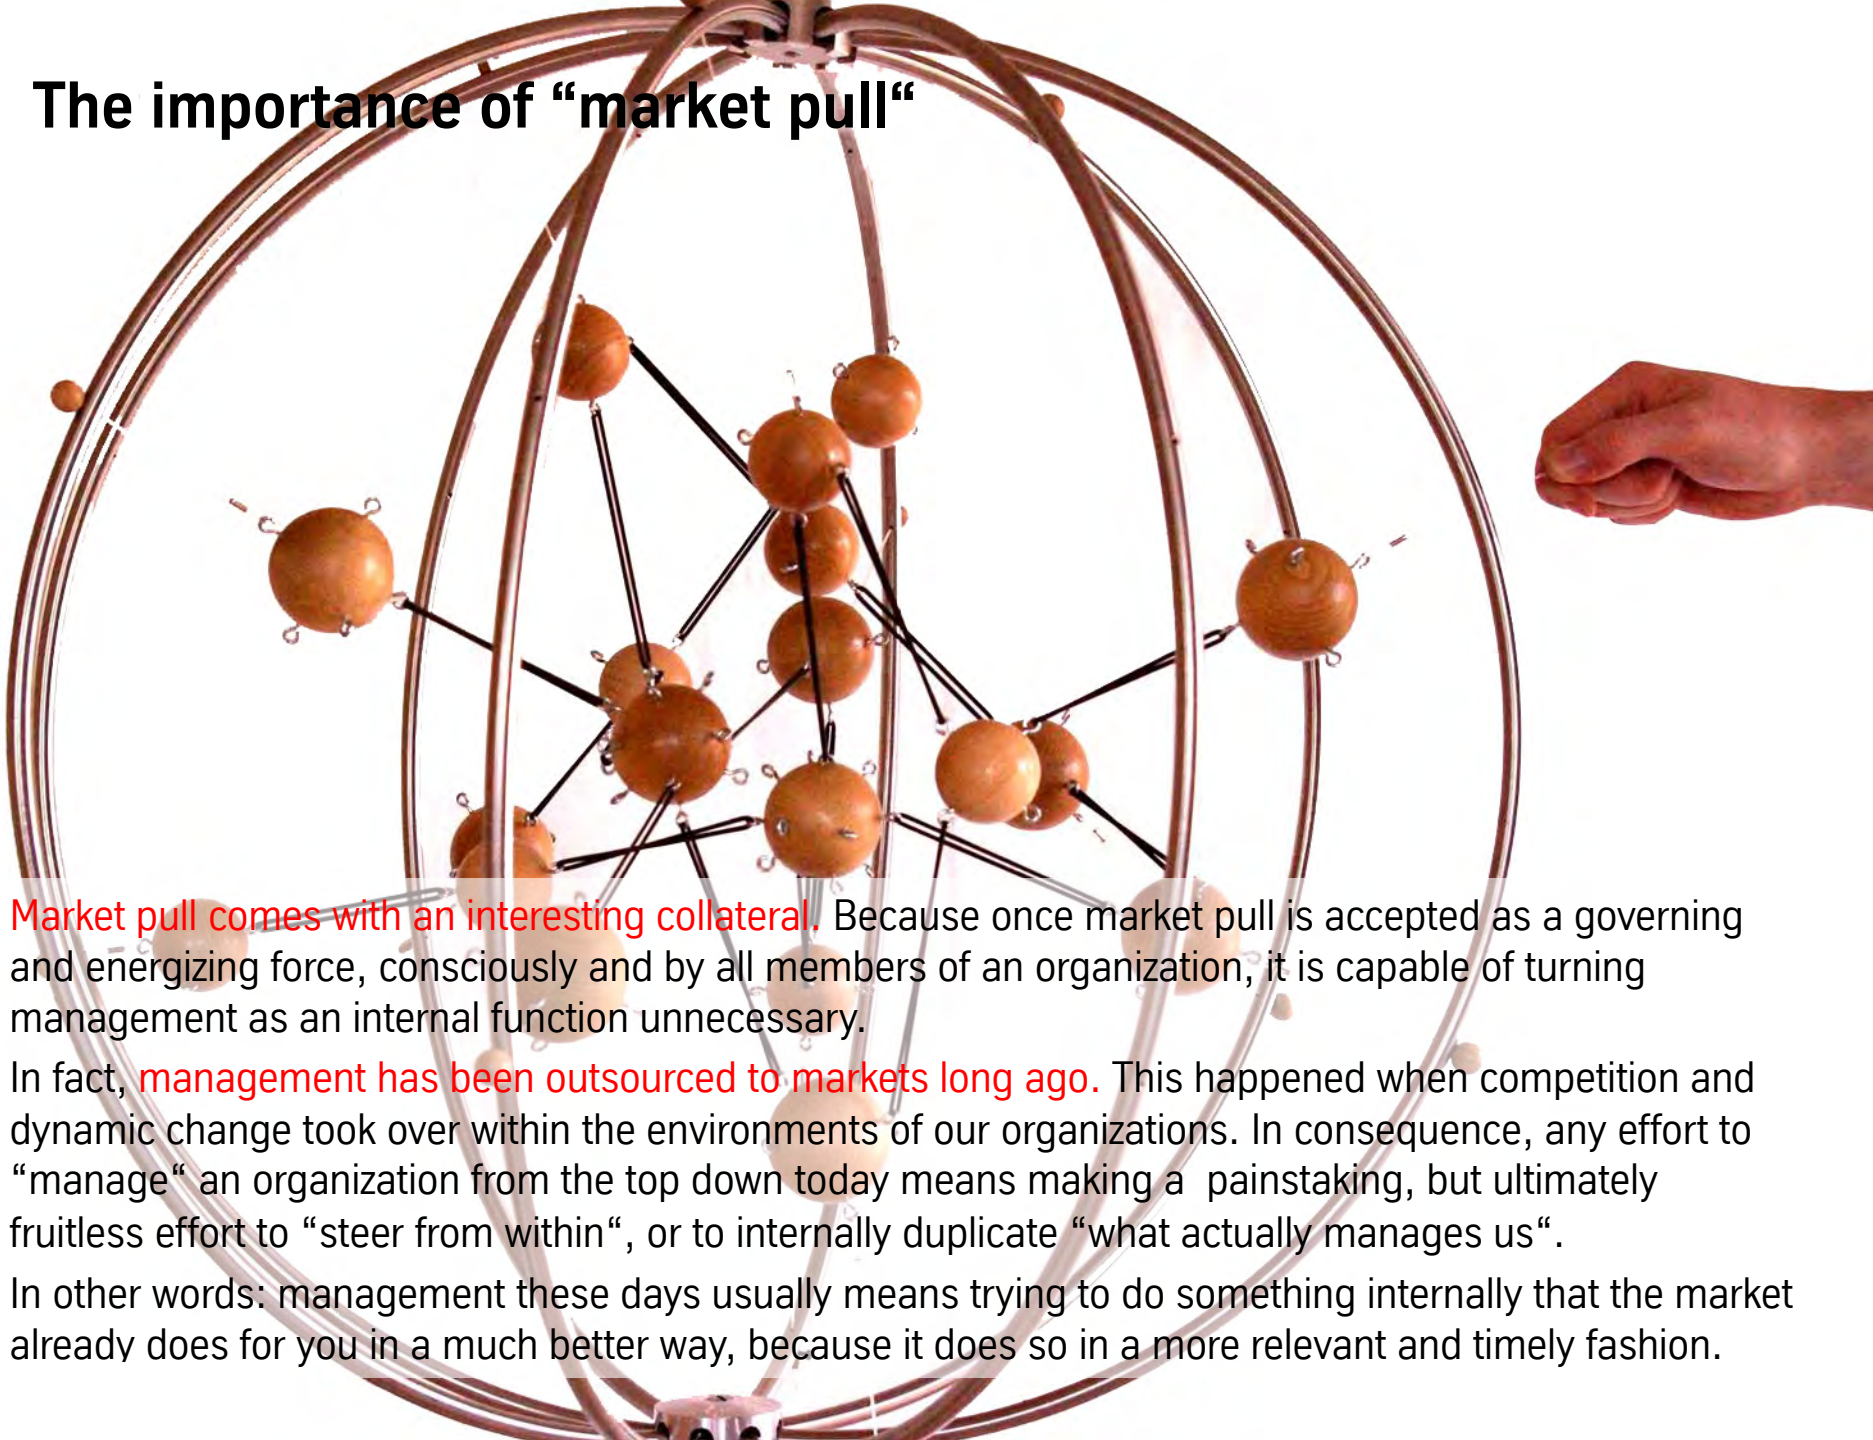 The importance of “market pull“
Market pull comes with an interesting collateral. Because once market pull is accepted as a governing
and energizing force, consciously and by all members of an organization, it is capable of turning
management as an internal function unnecessary.
In fact, management has been outsourced to markets long ago. This happened when competition and
dynamic change took over within the environments of our organizations. In consequence, any effort to
“manage“ an organization from the top down today means making a  painstaking, but ultimately
fruitless effort to “steer from within“, or to internally duplicate “what actually manages us“.
In other words: management these days usually means trying to do something internally that the market
already does for you in a much better way, because it does so in a more relevant and timely fashion.